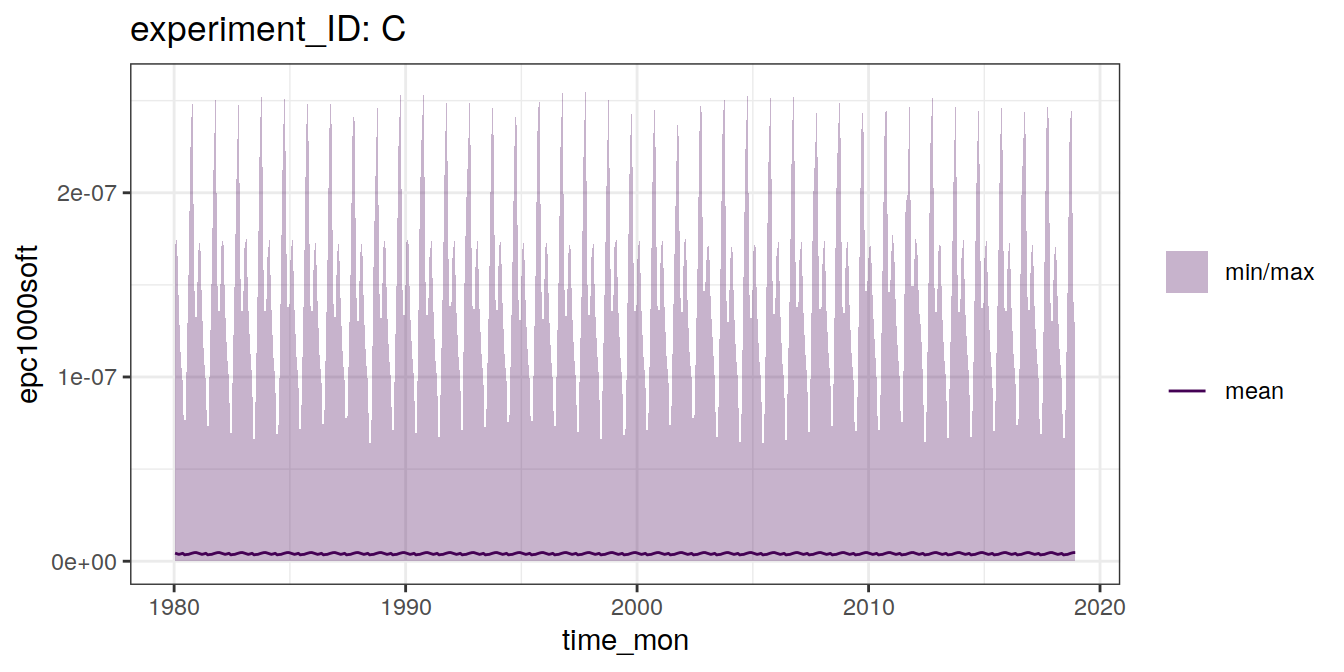 experiment_ID: C
epc1000soft
2e-07
1e-07
0e+00
1980 1990 2000 2010 2020
time_mon
min/max
mean